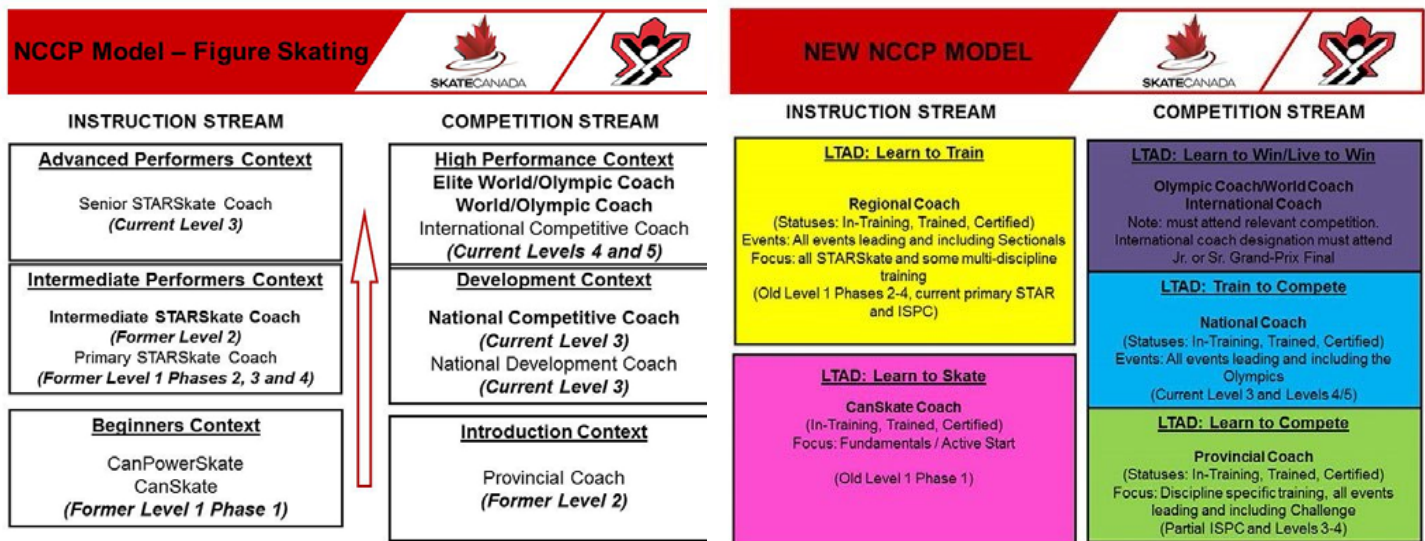 NCCP Model – Figure Skating
SKATECANADA
INSTRUCTION STREAM
Advanced Performers Context
Senior STARSkate Coach
(Current Level 3)
Intermediate Performers Context
Intermediate STARSkate Coach
(Former Level 2)
Primary STARSkate Coach
(Former Level 1 Phases 2, 3 and 4)
Beginners Context
CanPowerSkate
CanSkate
(Former Level 1 Phase 1)
COMPETITION STREAM
High Performance Context
Elite World/Olympic Coach
World/Olympic Coach
International Competitive Coach
(Current Levels 4 and 5)
Development Context
National Competitive Coach
(Current Level 3)
National Development Coach
(Current Level 3)
Introduction Context
Provincial Coach
(Former Level 2)
NEW NCCP MODEL
SKATECANADA
INSTRUCTION STREAM
LTAD: Learn to Train
Regional Coach
(Statuses: In-Training, Trained, Certified)
Events: All events leading and including Sectionals
Focus: all STARSkate and some multi-discipline
training
(Old Level 1 Phases 2-4, current primary STAR
and ISPC)
LTAD: Learn to Skate
CanSkate Coach
(In-Training, Trained, Certified)
Focus: Fundamentals / Active Start
(Old Level 1 Phase 1)
COMPETITION STREAM
LTAD: Learn to Win/Live to Win
Olympic Coach/World Coach
International Coach
Note: must attend relevant competition.
International coach designation must attend
Jr. or Sr. Grand-Prix Final
LTAD: Train to Compete
National Coach
(Statuses: In-Training, Trained, Certified)
Events: All events leading and including the
Olympics
(Current Level 3 and Levels 4/5)
LTAD: Learn to Compete
Provincial Coach
(Statuses: In-Training, Trained, Certified)
Focus: Discipline specific training, all events
leading and including Challenge
(Partial ISPC and Levels 3-4)